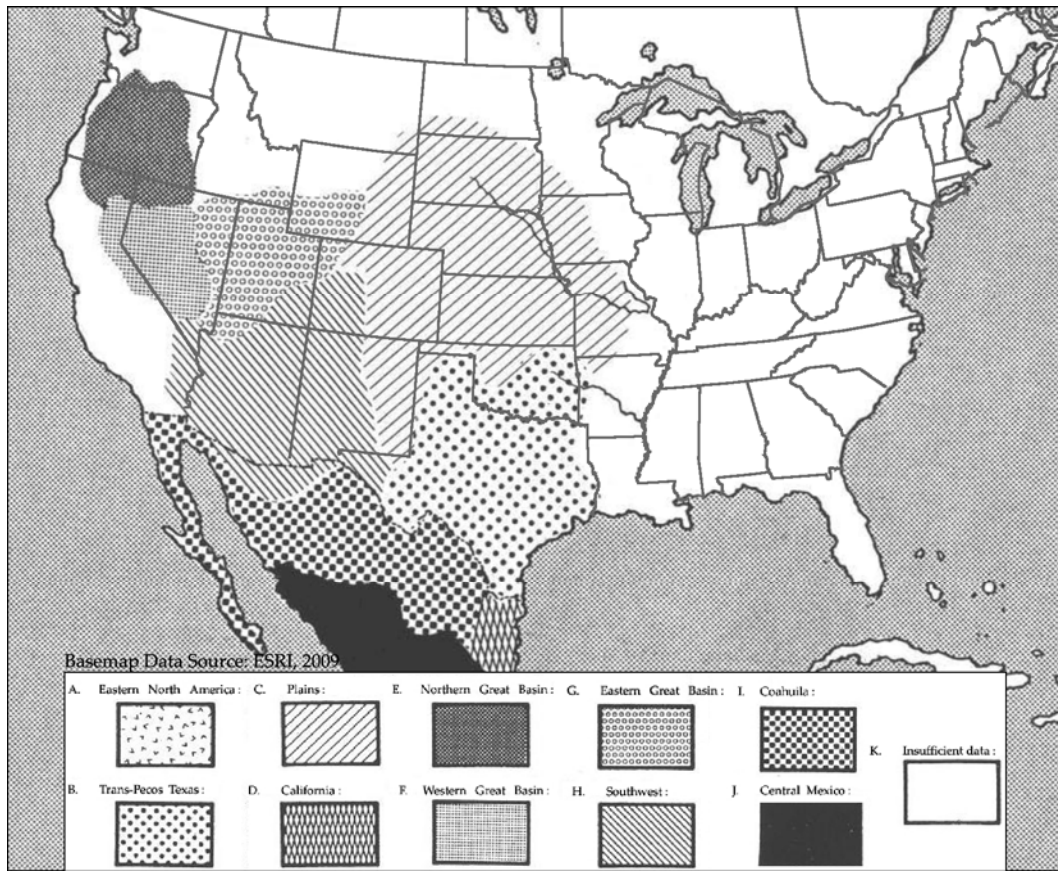 Basemap Data Source: ESRI, 2009
A. Eastern North America :
C. Plains :
E. Northern Great Basin :
G. Eastern Great Basin :
I. Coahuila :
K. Insufficient data :
B. Trans-Pecos Texas :
D. California :
F. Western Great Basin :
H. Southwest :
J. Central Mexico :